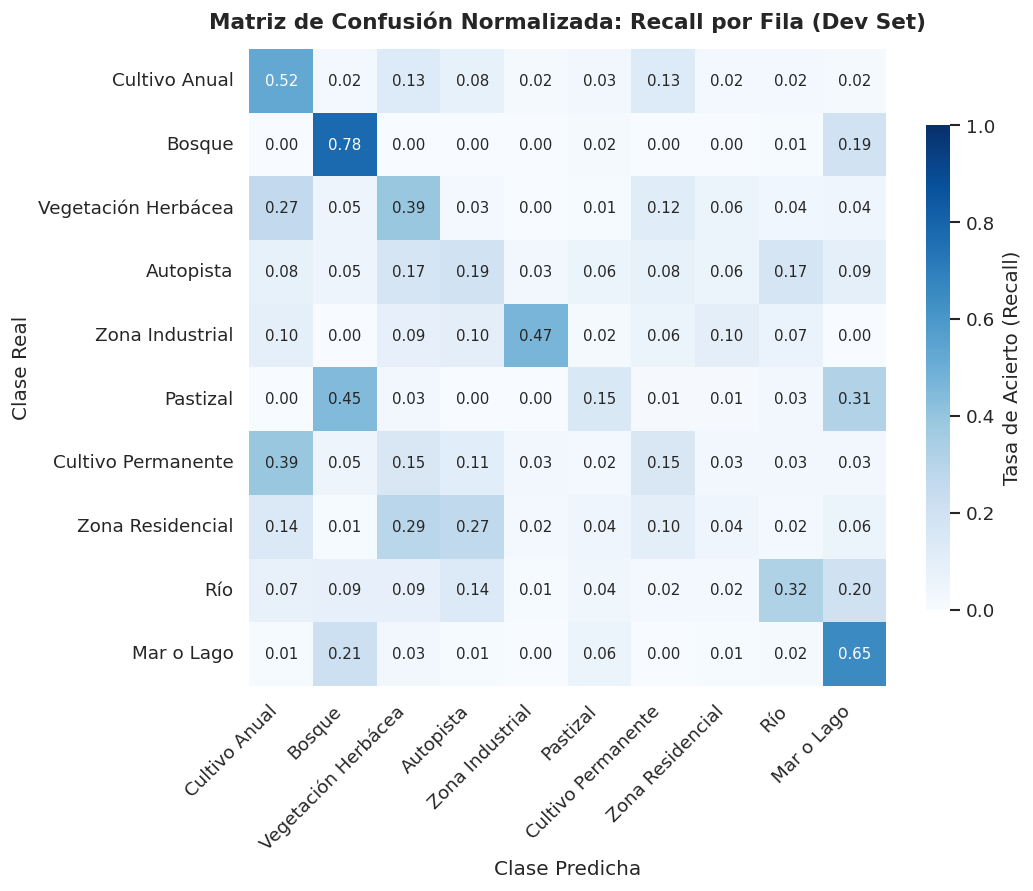 Matriz de Confusión Normalizada: Recall por Fila (Dev Set)
Cultivo Anual 0.52 0.02 0.13 0.08 0.02 0.03 0.13 0.02 0.02 0.02
Bosque 0.00 0.78 0.00 0.00 0.00 0.02 0.00 0.00 0.01 0.19
Vegetación Herbácea 0.27 0.05 0.39 0.03 0.00 0.01 0.12 0.06 0.04 0.04
Autopista 0.08 0.05 0.17 0.19 0.03 0.06 0.08 0.06 0.17 0.09
Zona Industrial 0.10 0.00 0.09 0.10 0.47 0.02 0.06 0.10 0.07 0.00
Pastizal 0.00 0.45 0.03 0.00 0.00 0.15 0.01 0.01 0.03 0.31
Cultivo Permanente 0.39 0.05 0.15 0.11 0.03 0.02 0.15 0.03 0.03 0.03
Zona Residencial 0.14 0.01 0.29 0.27 0.02 0.04 0.10 0.04 0.02 0.06
Río 0.07 0.09 0.09 0.14 0.01 0.04 0.02 0.02 0.32 0.20
Mar o Lago 0.01 0.21 0.03 0.01 0.00 0.06 0.00 0.01 0.02 0.65
Clase Real
Cultivo Anual
Bosque
Vegetación Herbácea
Autopista
Zona Industrial
Pastizal
Cultivo Permanente
Zona Residencial
Río
Mar o Lago
Clase Predicha
1.0
0.8
0.6
0.4
0.2
0.0
Tasa de Acierto (Recall)